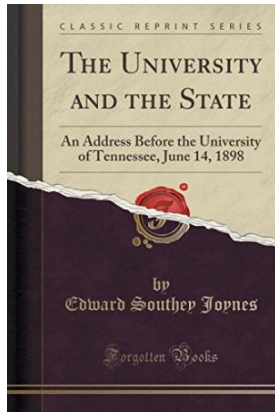 CLASSIC REPRINT SERIES
THE UNIVERSITY
AND THE STATE
An Address Before the University
of Tennessee, June 14, 1898
by
Edward Southey Joynes
Forgotten Books